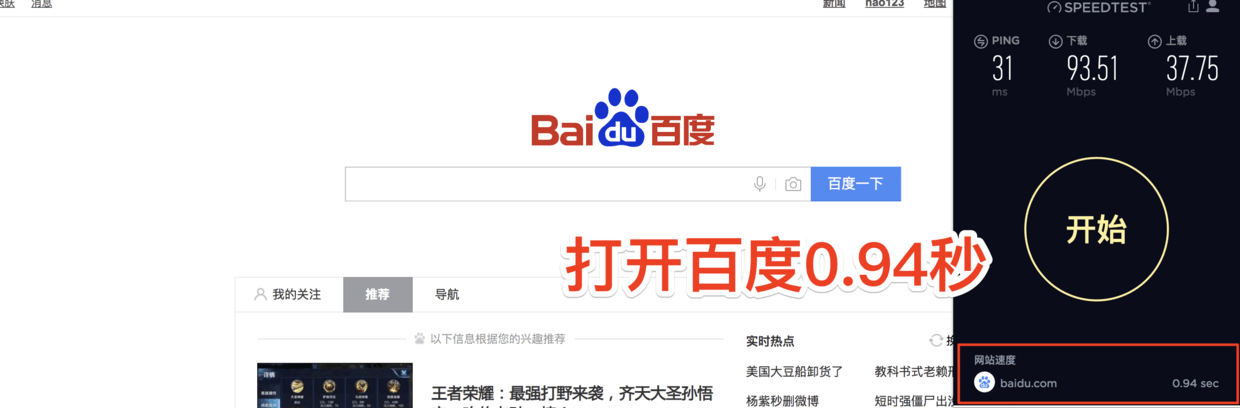 换肤 消息
新闻 hao123 地图
SPEEDTEST
PING 下载 上载
31 93.51 37.75
ms Mbps Mbps
Bai du 百度
百度一下
开始
打开百度0.94秒
我的关注 推荐 导航
以下信息根据您的兴趣推荐
实时热点
网站速度
美国大豆船卸货了 教科书式老赖
baidu.com 0.94 sec
王者荣耀：最强打野来袭，齐天大圣孙悟
杨紫秒删微博 短时强僵尸出